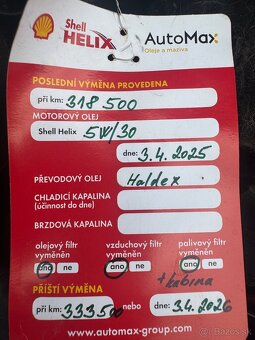 Shell
HELIX
AutoMax
Oleje a maziva
POSLEDNÍ VÝMĚNA PROVEDENA
při km: 318 500
MOTOROVÝ OLEJ
Shell Helix 5W/30
dne: 3.4.2025
PŘEVODOVÝ OLEJ Haldex
CHLADICÍ KAPALINA
(účinnost do dne)
BRZDOVÁ KAPALINA
olejový filtr vyměněn
vzduchový filtr vyměněn
palivový filtr vyměněn
ano ne
ano ne
ano ne
+ kabina
PŘÍŠTÍ VÝMĚNA
při km: 333 500 nebo dne: 3.4.2026
www.automax-group.com